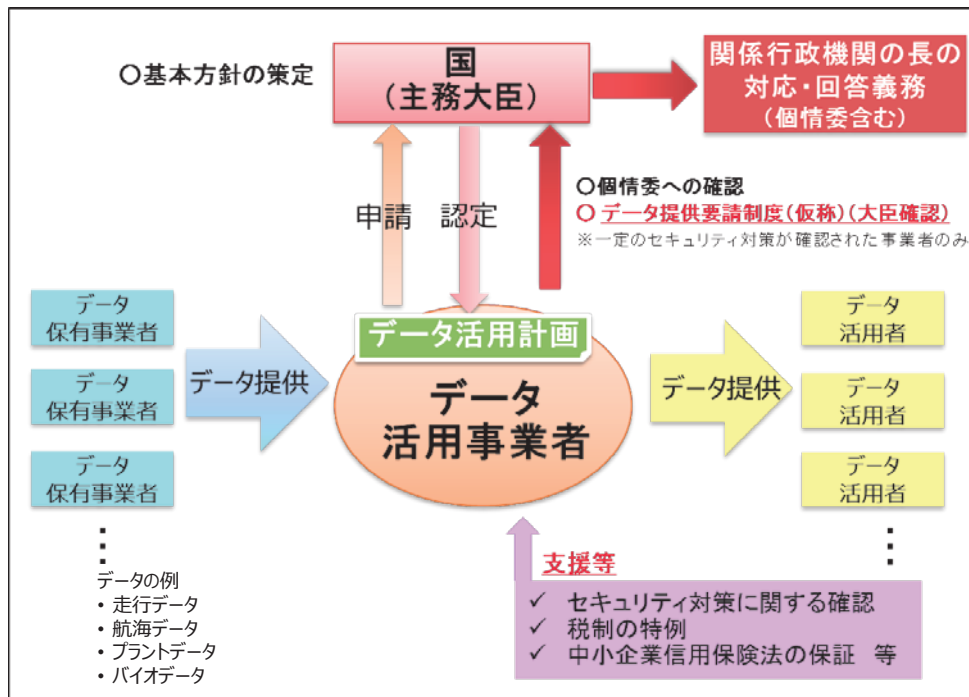 〇基本方針の策定
国
（主務大臣）
関係行政機関の長の
対応・回答義務
（個情委含む）
申請
認定
〇個情委への確認
〇データ提供要請制度（仮称）（大臣確認）
※一定のセキュリティ対策が確認された事業者のみ
データ
保有事業者
データ
保有事業者
データ
保有事業者
データ提供
データ活用計画
データ
活用事業者
データ提供
データ
活用者
データ
活用者
データ
活用者
データの例
• 走行データ
• 航海データ
• プラントデータ
• バイオデータ
支援等
✓ セキュリティ対策に関する確認
✓ 税制の特例
✓ 中小企業信用保険法の保証 等